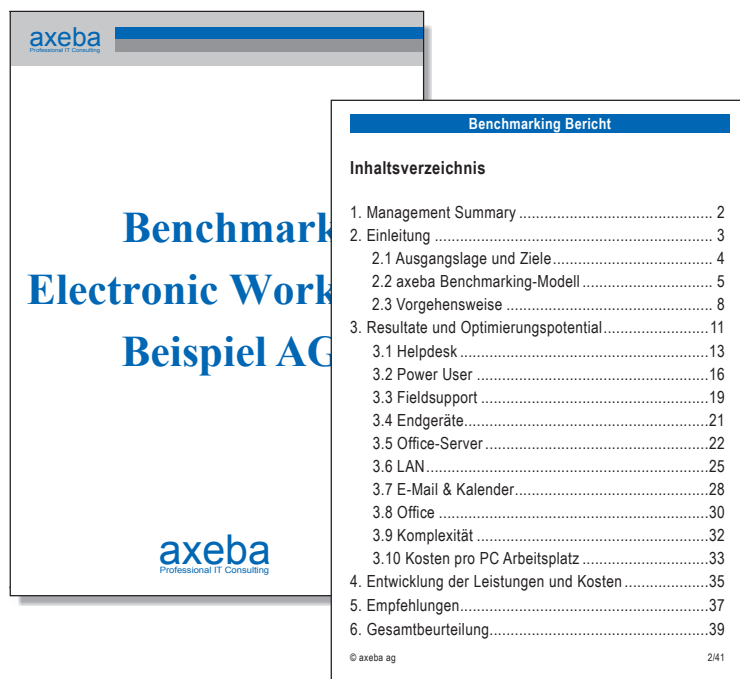 axeba
Professional IT Consulting
Benchmark
Electronic Work
Beispiel AG
axeba
Professional IT Consulting
Benchmarking Bericht
Inhaltsverzeichnis
1. Management Summary ............................................... 2
2. Einleitung .................................................................... 3
2.1 Ausgangslage und Ziele....................................... 4
2.2 axeba Benchmarking-Modell................................ 5
2.3 Vorgehensweise .................................................. 8
3. Resultate und Optimierungspotential..........................11
3.1 Helpdesk ............................................................13
3.2 Power User ........................................................16
3.3 Fieldsupport .......................................................19
3.4 Endgeräte...........................................................21
3.5 Office-Server ......................................................22
3.6 LAN....................................................................25
3.7 E-Mail & Kalender...............................................28
3.8 Office .................................................................30
3.9 Komplexität ........................................................32
3.10 Kosten pro PC Arbeitsplatz ...............................33
4. Entwicklung der Leistungen und Kosten .....................35
5. Empfehlungen............................................................37
6. Gesamtbeurteilung.....................................................39
© axeba ag 2/41